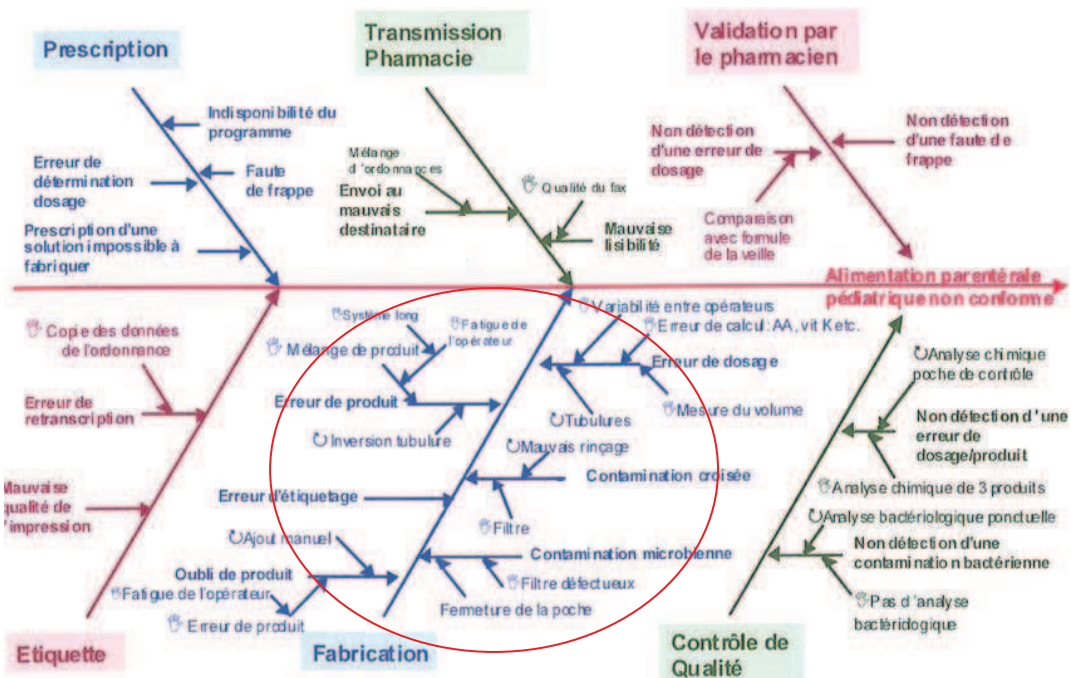 Prescription
Transmission
Pharmacie
Validation par
le pharmacien
Indisponibilité du
programme
Erreur de
détermination
dosage
Faute
de frappe
Prescription d'une
solution impossible à
fabriquer
Mélange
d'ordonnances
Envoi au
mauvais
destinataire
Qualité du fax
Mauvaise
lisibilité
Non détection
d'une erreur de
dosage
Non détection
d'une faute de
frappe
Comparaison
avec formule
de la veille
Alimentation parentérale
pédiatrique non conforme
Copie des données
de l'ordonnance
Erreur de
retranscription
Mauvaise
qualité de
l'impression
Système long
Fatigue de
l'opérateur
Mélange de produit
Erreur de produit
Inversion tubulure
Variabilité entre opérateurs
Erreur de calcul: AA, vit K etc.
Erreur de dosage
Tubulures
Mesure du volume
Mauvais rinçage
Contamination croisée
Filtre
Erreur d'étiquetage
Ajout manuel
Oubli de produit
Fatigue de l'opérateur
Erreur de produit
Contamination microbienne
Filtre défectueux
Fermeture de la poche
Analyse chimique
poche de contrôle
Non détection d'une
erreur de
dosage/produit
Analyse chimique de 3 produits
Analyse bactériologique ponctuelle
Non détection d'une
contamination bactérienne
Pas d'analyse
bactériologique
Etiquette
Fabrication
Contrôle de
Qualité